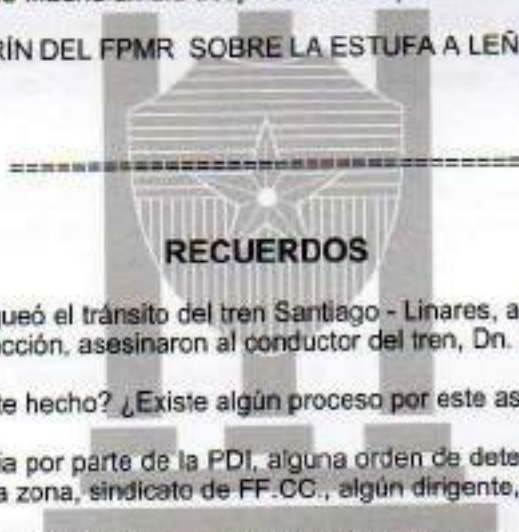 RÍN DEL FPMR SOBRE LA ESTUFA A LEÑ
==================================
RECUERDOS
queó el tránsito del tren Santiago - Linares, a
cción, asesinaron al conductor del tren, Dn.
te hecho? ¿Existe algún proceso por este as
ia por parte de la PDI, alguna orden de dete
a zona, sindicato de FF.CC., algún dirigente,